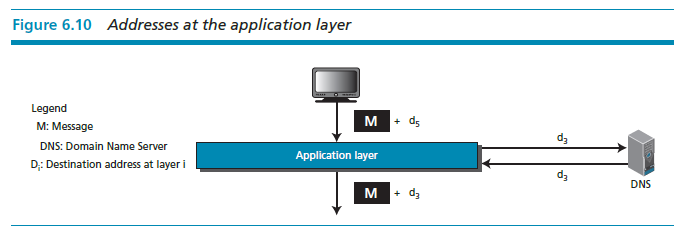 Figure 6.10 Addresses at the application layer
Legend
M: Message
DNS: Domain Name Server
Dᵢ: Destination address at layer i
M + d₅
Application layer
M + d₃
d₃
d₃
DNS